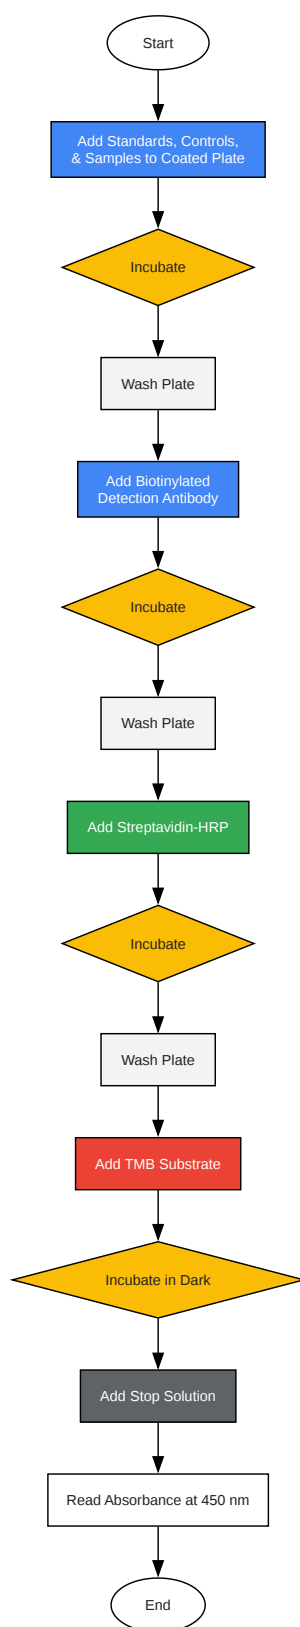 Start
Add Standards, Controls,
& Samples to Coated Plate
Incubate
Wash Plate
Add Biotinylated
Detection Antibody
Incubate
Wash Plate
Add Streptavidin-HRP
Incubate
Wash Plate
Add TMB Substrate
Incubate in Dark
Add Stop Solution
Read Absorbance at 450 nm
End